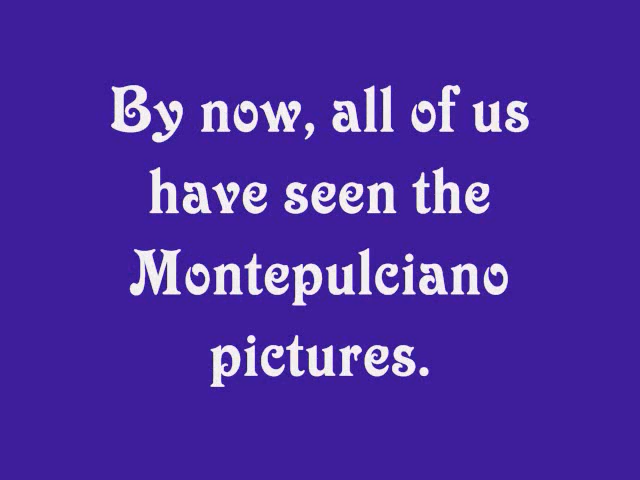 By now, all of us
have seen the
Montepulciano
pictures.